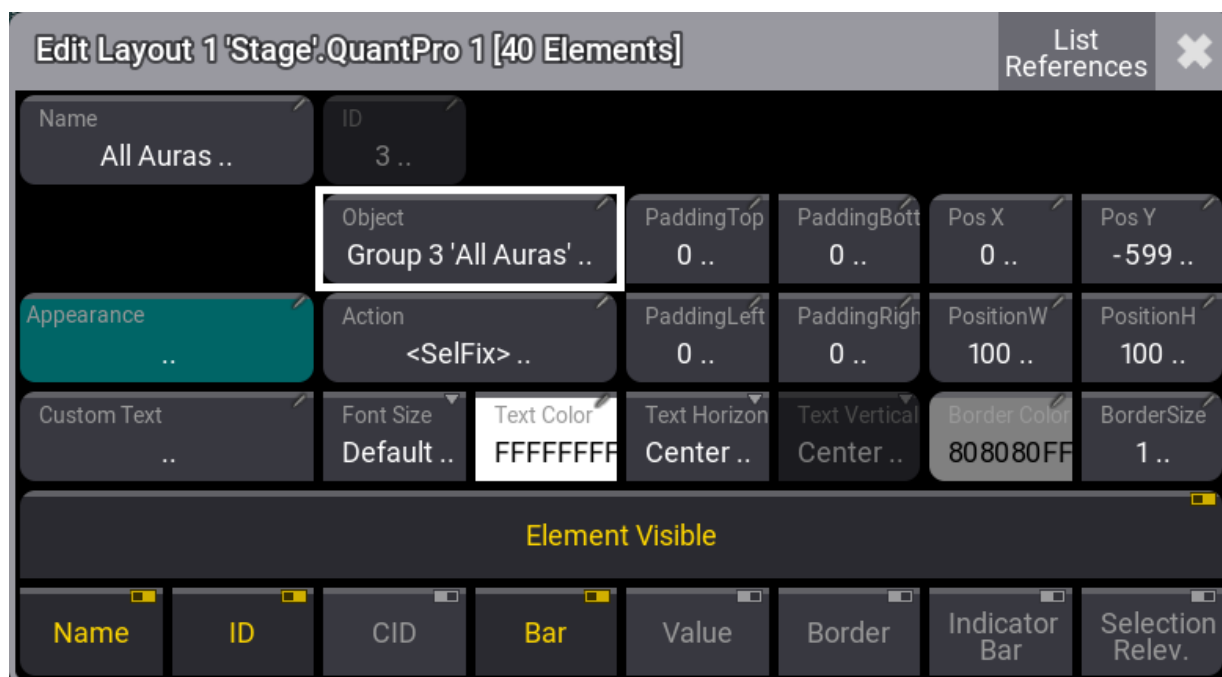 Edit Layout 1 'Stage'.QuantPro 1 [40 Elements]
List
References
Name
All Auras ..
ID
3 ..
Object
Group 3 'All Auras' ..
PaddingTop
0 ..
PaddingBott
0 ..
Pos X
0 ..
Pos Y
-599 ..
Appearance
..
Action
<SelFix> ..
PaddingLeft
0 ..
PaddingRigh
0 ..
PositionW
100 ..
PositionH
100 ..
Custom Text
..
Font Size
Default ..
Text Color
FFFFFFFF
Text Horizon
Center ..
Text Vertical
Center ..
Border Color
808080FF
BorderSize
1 ..
Element Visible
Name
ID
CID
Bar
Value
Border
Indicator
Bar
Selection
Relev.